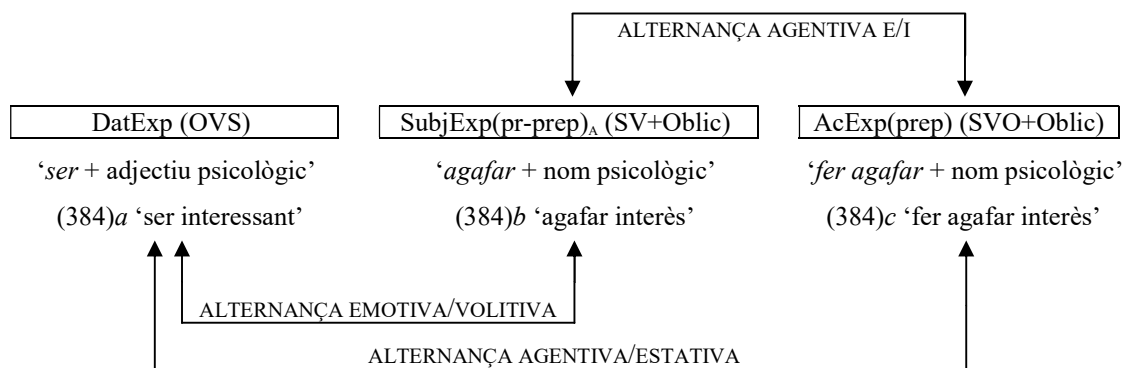 ALTERNANÇA AGENTIVA E/I
DatExp (OVS) SubjExp(pr-prep)A (SV+Oblic) AcExp(prep) (SVO+Oblic)
‘ser + adjectiu psicològic’ ‘agafar + nom psicològic’ ‘fer agafar + nom psicològic’
(384)a ‘ser interessant’ (384)b ‘agafar interès’ (384)c ‘fer agafar interès’
ALTERNANÇA EMOTIVA/VOLITIVA
ALTERNANÇA AGENTIVA/ESTATIVA